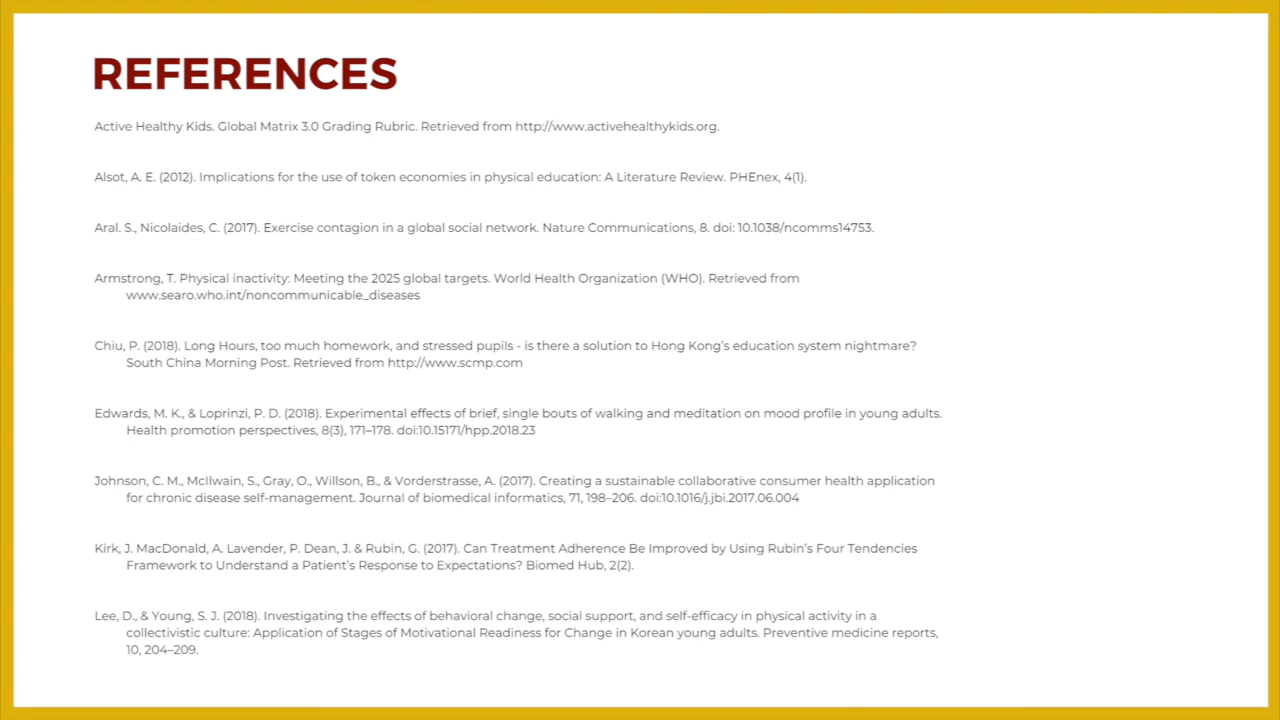 REFERENCES
Active Healthy Kids. Global Matrix 3.0 Grading Rubric. Retrieved from http://www.activehealthykids.org.
Alsot, A. E. (2012). Implications for the use of token economies in physical education: A Literature Review. PHEnex, 4(1).
Aral. S., Nicolaides, C. (2017). Exercise contagion in a global social network. Nature Communications, 8. doi: 10.1038/ncomms14753.
Armstrong, T. Physical inactivity: Meeting the 2025 global targets. World Health Organization (WHO). Retrieved from
www.searo.who.int/noncommunicable_diseases
Chiu, P. (2018). Long Hours, too much homework, and stressed pupils - is there a solution to Hong Kong's education system nightmare?
South China Morning Post. Retrieved from http://www.scmp.com
Edwards, M. K., & Loprinzi, P. D. (2018). Experimental effects of brief, single bouts of walking and meditation on mood profile in young adults.
Health promotion perspectives, 8(3), 171–178. doi:10.15171/hpp.2018.23
Johnson, C. M., McIlwain, S., Gray, O., Willson, B., & Vorderstrasse, A. (2017). Creating a sustainable collaborative consumer health application
for chronic disease self-management. Journal of biomedical informatics, 71, 198–206. doi:10.1016/j.jbi.2017.06.004
Kirk, J. MacDonald, A. Lavender, P. Dean, J. & Rubin, G. (2017). Can Treatment Adherence Be Improved by Using Rubin's Four Tendencies
Framework to Understand a Patient's Response to Expectations? Biomed Hub, 2(2).
Lee, D., & Young, S. J. (2018). Investigating the effects of behavioral change, social support, and self-efficacy in physical activity in a
collectivistic culture: Application of Stages of Motivational Readiness for Change in Korean young adults. Preventive medicine reports,
10, 204–209.